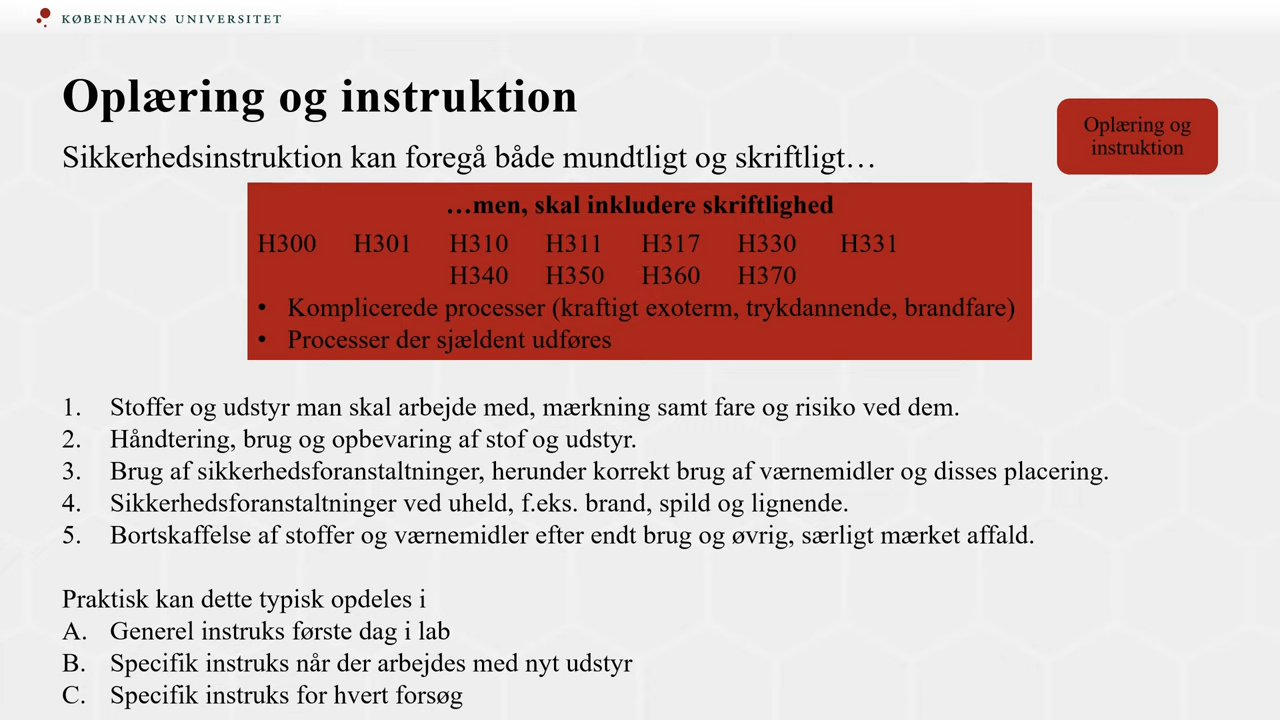 KØBENHAVNS UNIVERSITET
Oplæring og instruktion
Oplæring og
instruktion
Sikkerhedsinstruktion kan foregå både mundtligt og skriftligt…
…men, skal inkludere skriftlighed
H300 H301 H310 H311 H317 H330 H331
H340 H350 H360 H370
• Komplicerede processer (kraftigt exoterm, trykdannende, brandfare)
• Processer der sjældent udføres
1. Stoffer og udstyr man skal arbejde med, mærkning samt fare og risiko ved dem.
2. Håndtering, brug og opbevaring af stof og udstyr.
3. Brug af sikkerhedsforanstaltninger, herunder korrekt brug af værnemidler og disses placering.
4. Sikkerhedsforanstaltninger ved uheld, f.eks. brand, spild og lignende.
5. Bortskaffelse af stoffer og værnemidler efter endt brug og øvrig, særligt mærket affald.
Praktisk kan dette typisk opdeles i
A. Generel instruks første dag i lab
B. Specifik instruks når der arbejdes med nyt udstyr
C. Specifik instruks for hvert forsøg